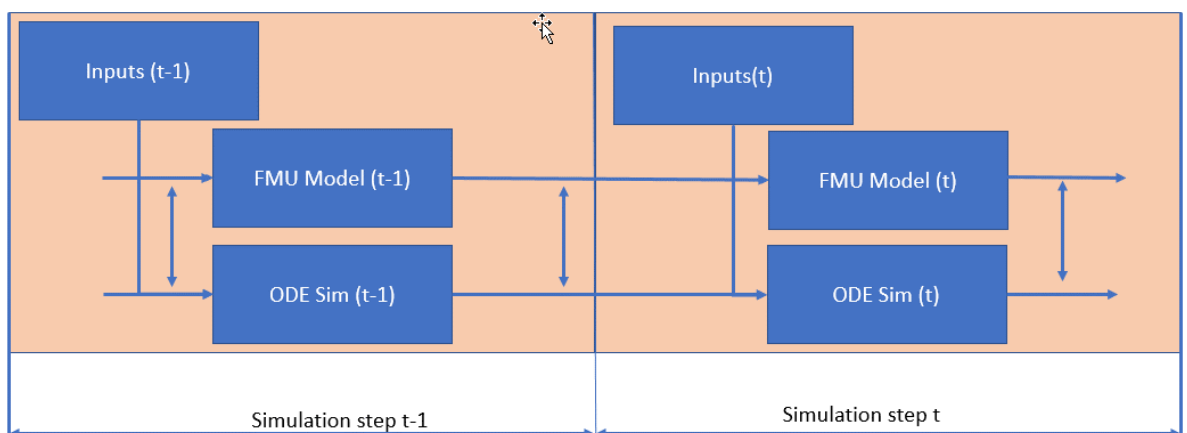 Inputs (t-1)
Inputs(t)
FMU Model (t-1)
FMU Model (t)
ODE Sim (t-1)
ODE Sim (t)
Simulation step t-1
Simulation step t